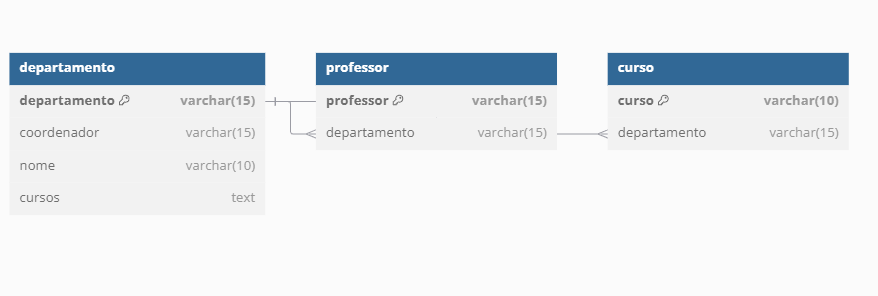 departamento
departamento varchar(15)
coordenador varchar(15)
nome varchar(10)
cursos text
professor
professor varchar(15)
departamento varchar(15)
curso
curso varchar(10)
departamento varchar(15)